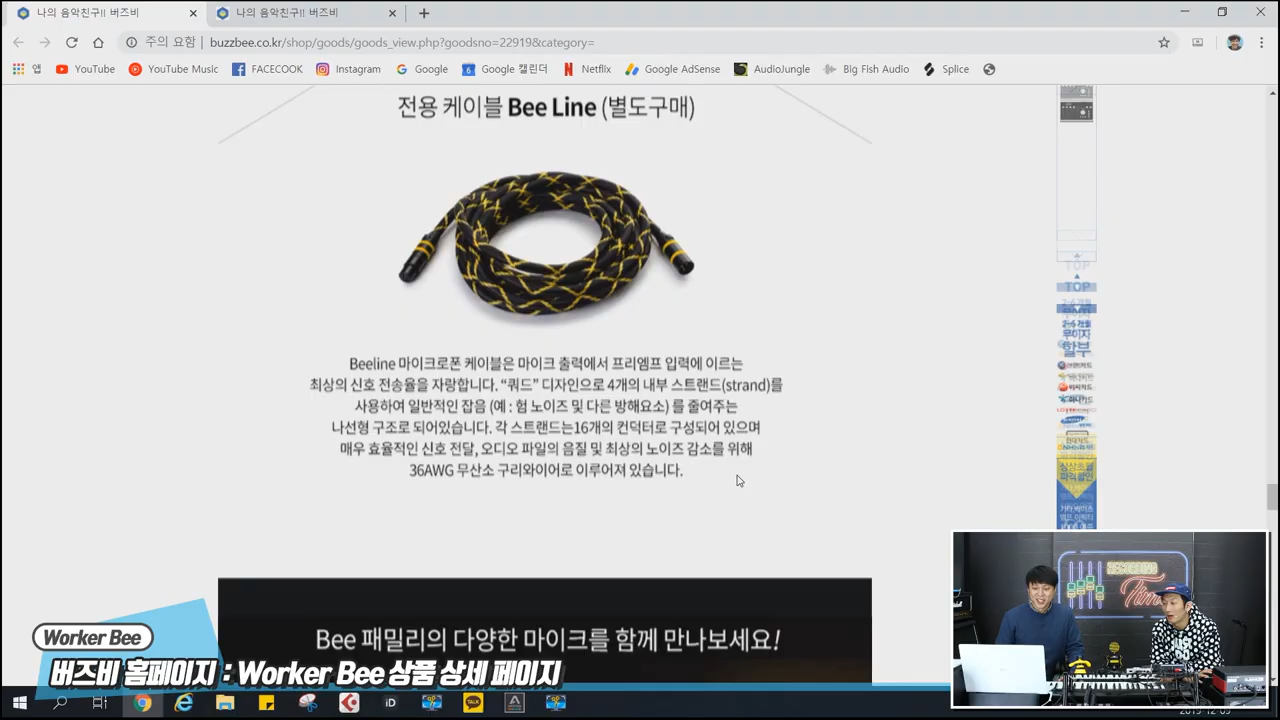 나의 음악친구!! 버즈비
나의 음악친구!! 버즈비
주의 요함
buzzbee.co.kr/shop/goods/goods_view.php?goodsno=22919&category=
앱
YouTube
YouTube Music
FACECOOK
Instagram
Google
Google 캘린더
Netflix
Google AdSense
AudioJungle
Big Fish Audio
Splice
전용 케이블 Bee Line (별도구매)
Beeline 마이크로폰 케이블은 마이크 출력에서 프리엠프 입력에 이르는
최상의 신호 전송율을 자랑합니다. “쿼드” 디자인으로 4개의 내부 스트랜드(strand)를
사용하여 일반적인 잡음 (예 : 험 노이즈 및 다른 방해요소) 를 줄여주는
나선형 구조로 되어있습니다. 각 스트랜드는16개의 컨덕터로 구성되어 있으며
매우 효율적인 신호 전달, 오디오 파일의 음질 및 최상의 노이즈 감소를 위해
36AWG 무산소 구리와이어로 이루어져 있습니다.
Bee 패밀리의 다양한 마이크를 함께 만나보세요!
TOP
TOP
할부
RECORDING
Time
Worker Bee
버즈비 홈페이지 : Worker Bee 상품 상세 페이지
TALK
iD
2019-12-09